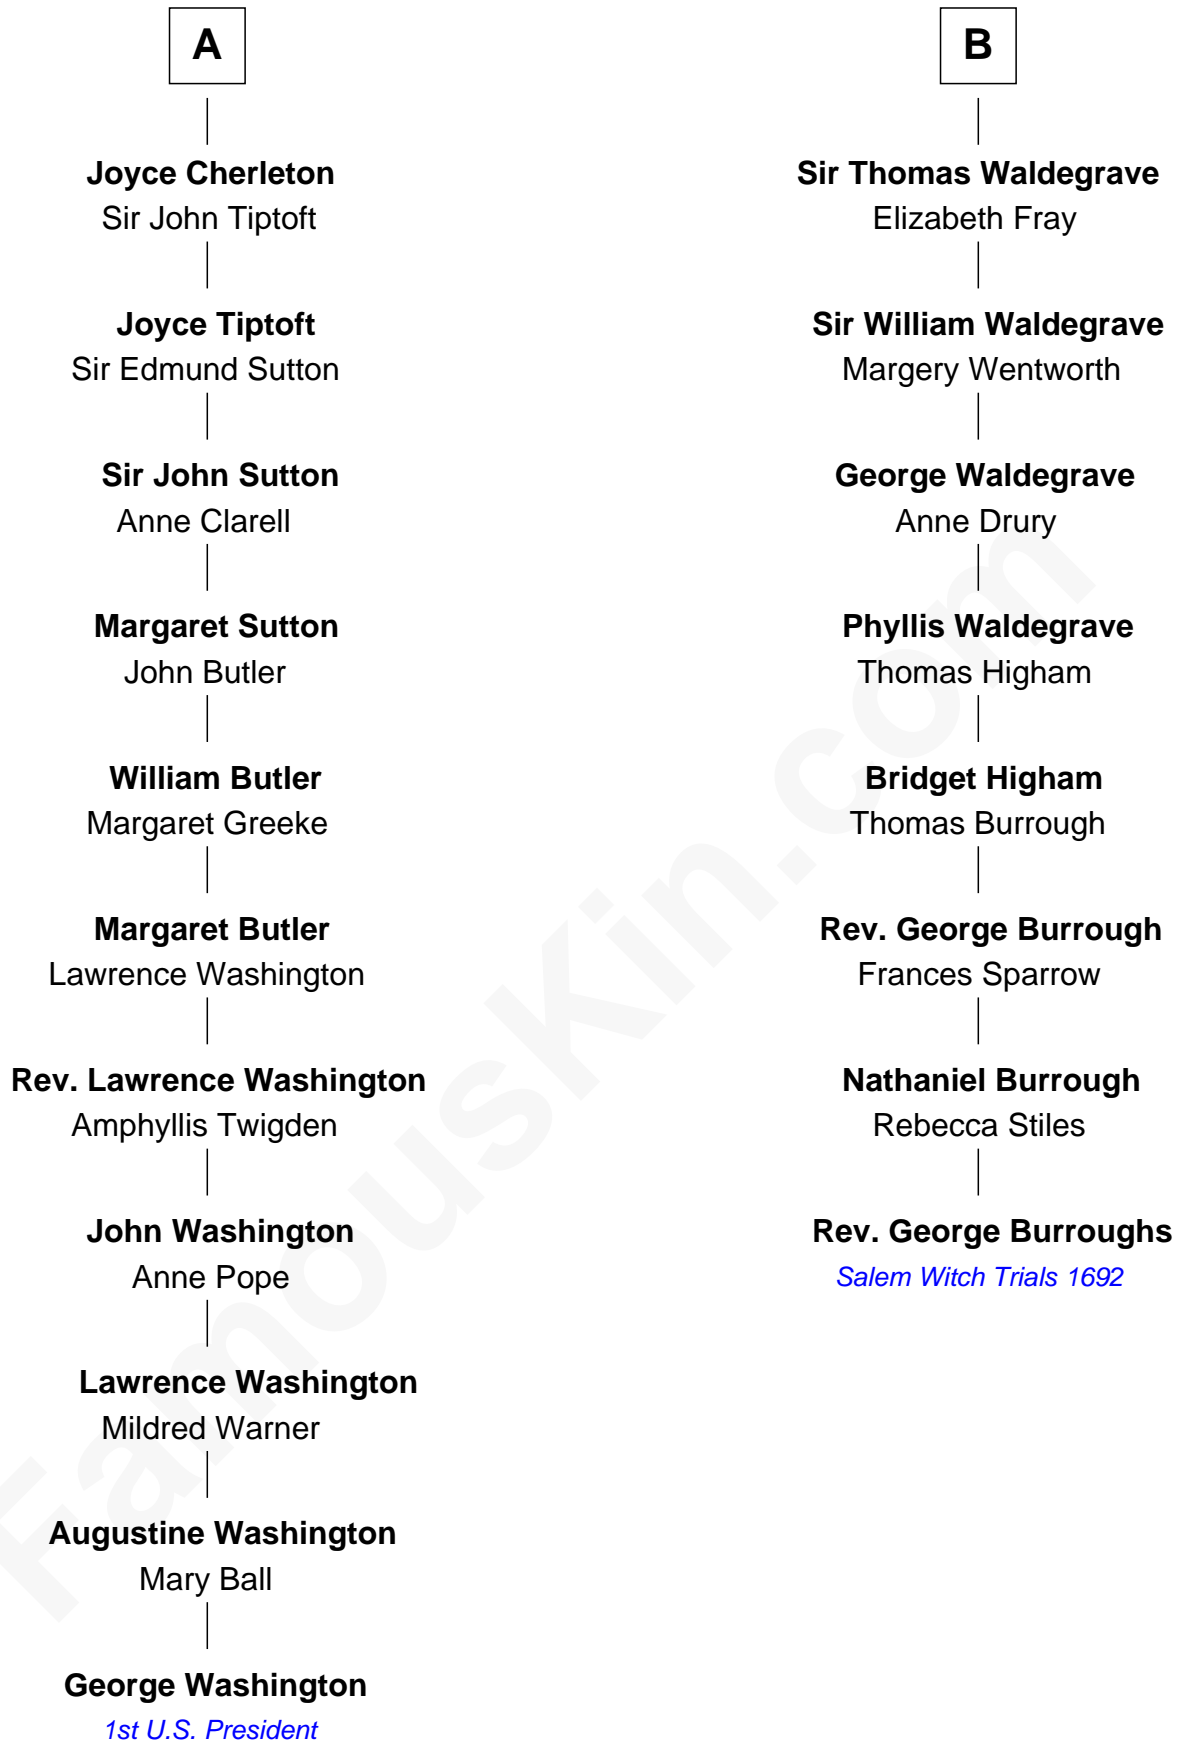 A
Joyce Cherleton
Sir John Tiptoft
Joyce Tiptoft
Sir Edmund Sutton
Sir John Sutton
Anne Clarell
Margaret Sutton
John Butler
William Butler
Margaret Greeke
Margaret Butler
Lawrence Washington
Rev. Lawrence Washington
Amphyllis Twigden
John Washington
Anne Pope
Lawrence Washington
Mildred Warner
Augustine Washington
Mary Ball
George Washington
1st U.S. President
B
Sir Thomas Waldegrave
Elizabeth Fray
Sir William Waldegrave
Margery Wentworth
George Waldegrave
Anne Drury
Phyllis Waldegrave
Thomas Higham
Bridget Higham
Thomas Burrough
Rev. George Burrough
Frances Sparrow
Nathaniel Burrough
Rebecca Stiles
Rev. George Burroughs
Salem Witch Trials 1692
FamousKin.com